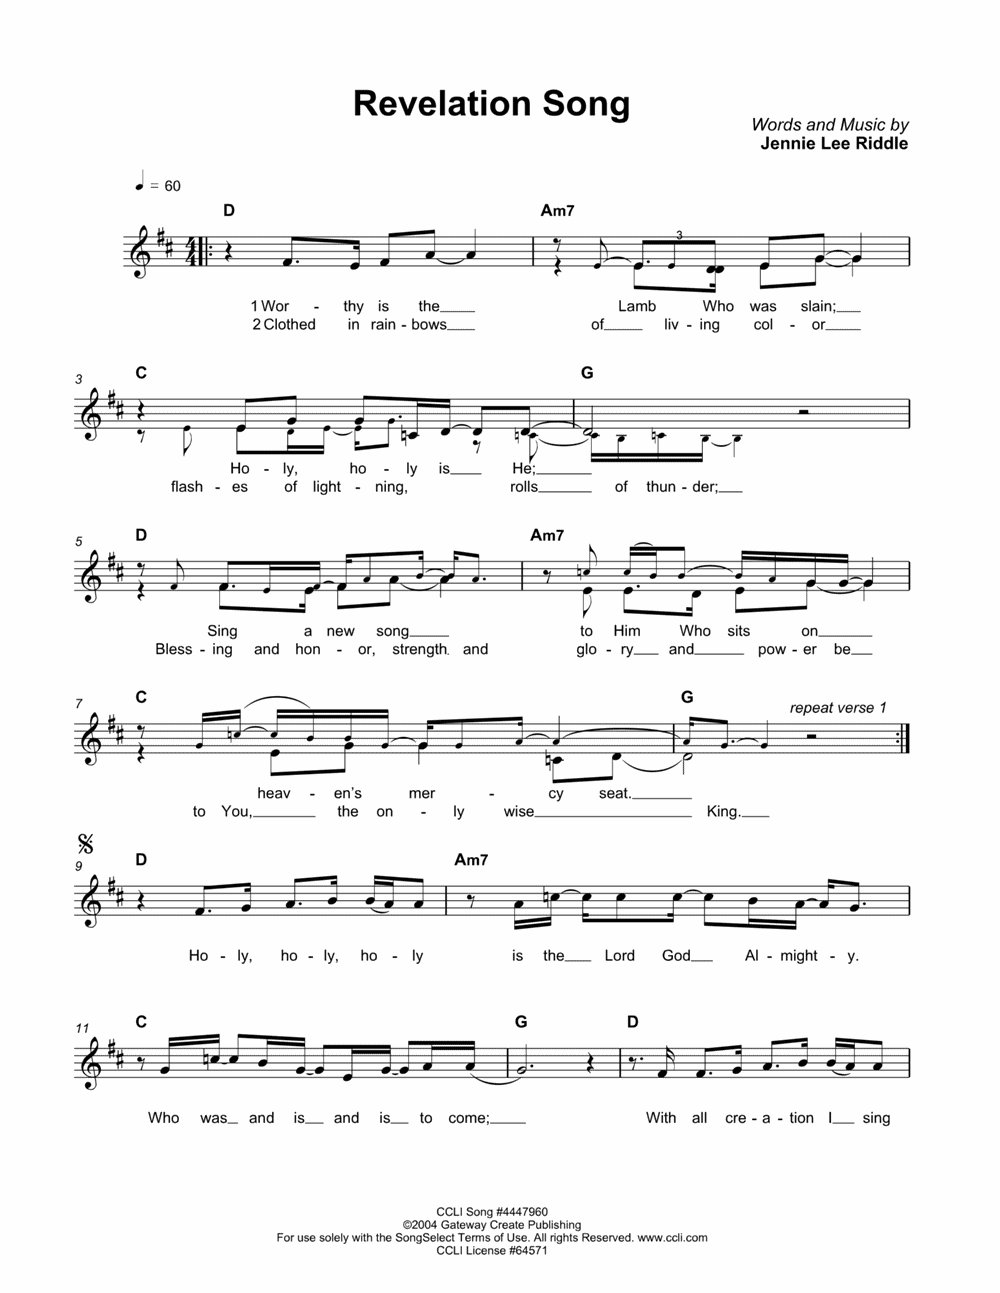 Revelation Song
Words and Music by
Jennie Lee Riddle
= 60
D Am7
3
1 Wor - thy is the Lamb Who was slain;
2 Clothed in rain - bows of liv - ing col - or
3 C G
Ho - ly, ho - ly is He;
flash - es of light - ning, rolls of thun - der;
5 D Am7
Sing a new song to Him Who sits on
Bless - ing and hon - or, strength and glo - ry and pow - er be
7 C G repeat verse 1
heav - en's mer - cy seat.
to You, the on - ly wise King.
9 D Am7
Ho - ly, ho - ly, ho - ly is the Lord God Al - might - y.
11 C G D
Who was and is and is to come; With all cre - a - tion I sing
CCLI Song #4447960
©2004 Gateway Create Publishing
For use solely with the SongSelect Terms of Use. All rights Reserved. www.ccli.com
CCLI License #64571